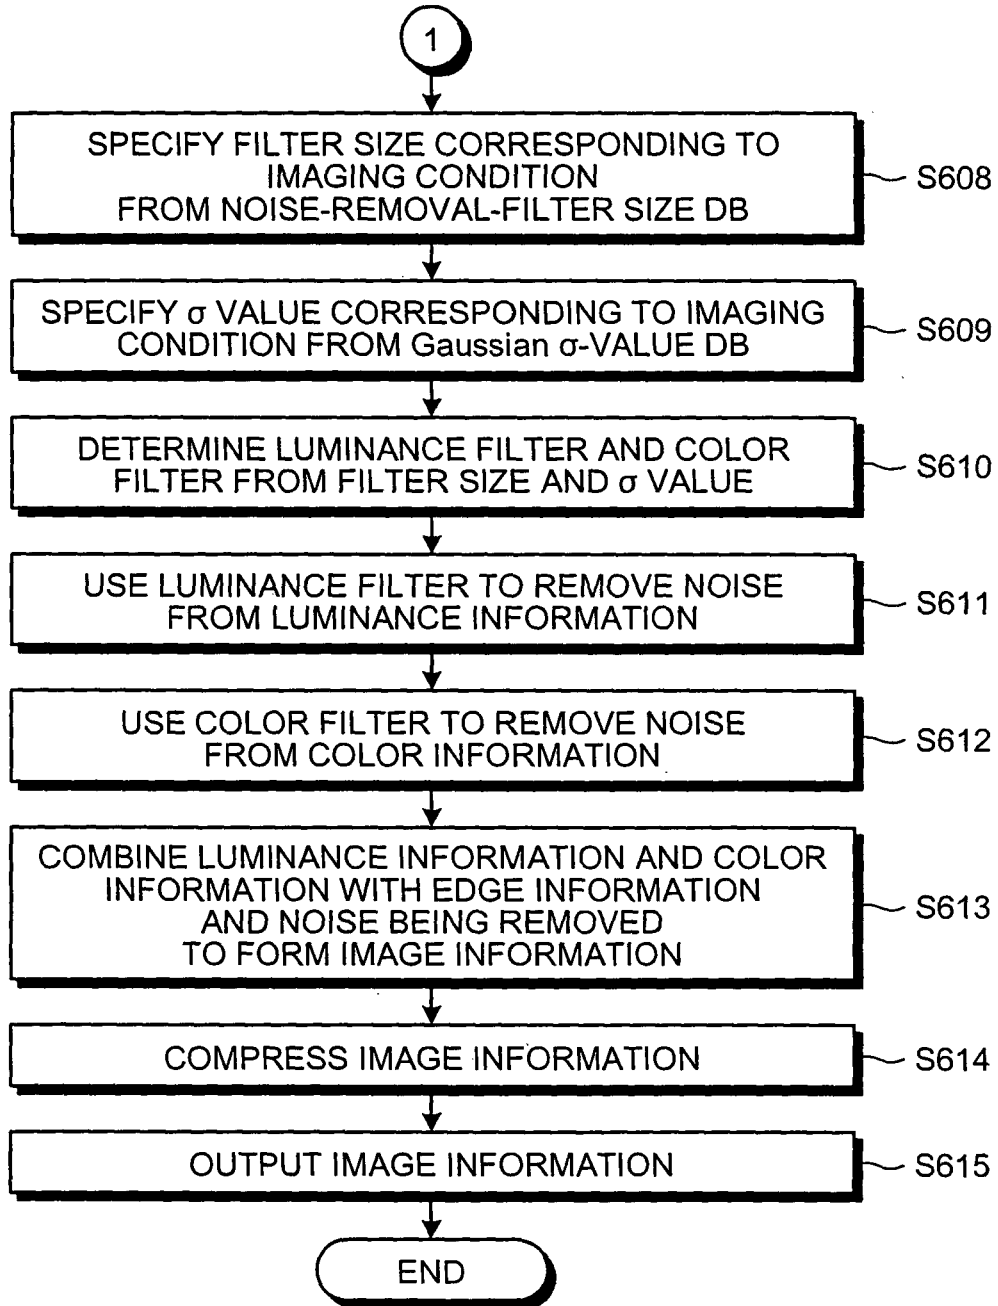 1
SPECIFY FILTER SIZE CORRESPONDING TO
IMAGING CONDITION
FROM NOISE-REMOVAL-FILTER SIZE DB
S608
SPECIFY σ VALUE CORRESPONDING TO IMAGING
CONDITION FROM Gaussian σ-VALUE DB
S609
DETERMINE LUMINANCE FILTER AND COLOR
FILTER FROM FILTER SIZE AND σ VALUE
S610
USE LUMINANCE FILTER TO REMOVE NOISE
FROM LUMINANCE INFORMATION
S611
USE COLOR FILTER TO REMOVE NOISE
FROM COLOR INFORMATION
S612
COMBINE LUMINANCE INFORMATION AND COLOR
INFORMATION WITH EDGE INFORMATION
AND NOISE BEING REMOVED
TO FORM IMAGE INFORMATION
S613
COMPRESS IMAGE INFORMATION
S614
OUTPUT IMAGE INFORMATION
S615
END